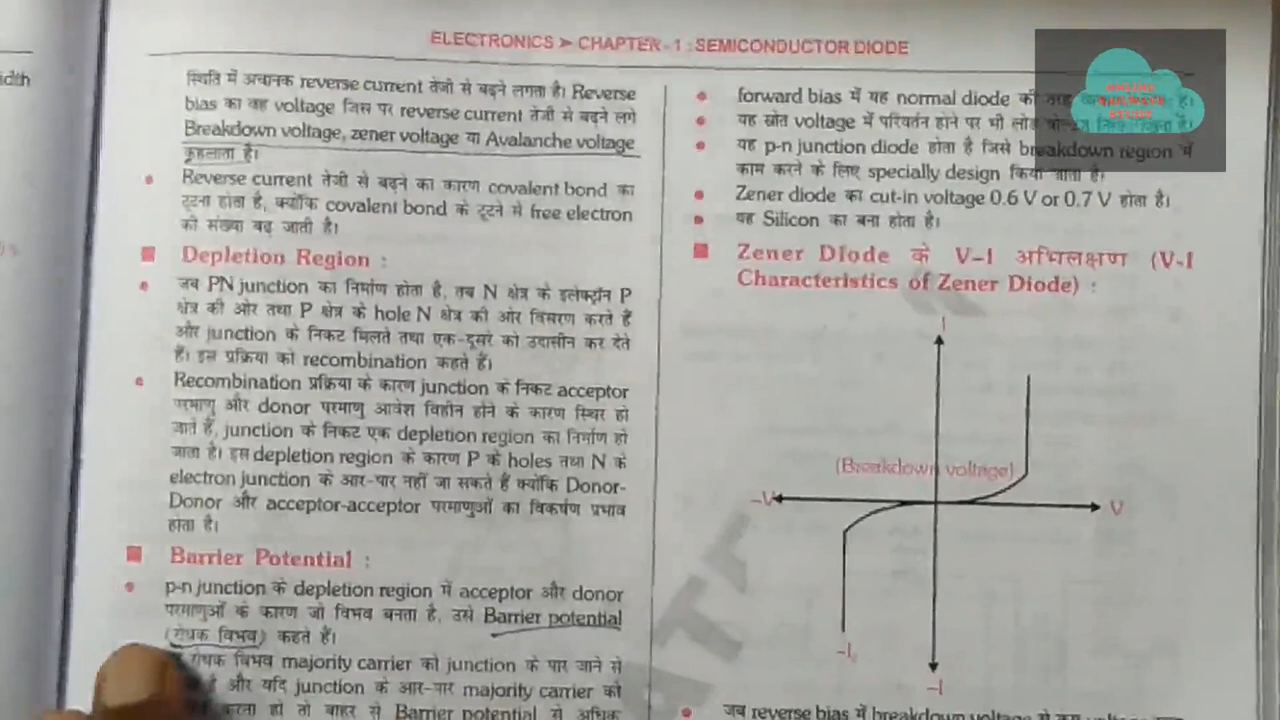 idth
ELECTRONICS ➢ CHAPTER - 1 : SEMICONDUCTOR DIODE
ONLINE
RAILWAY
STUDY
स्थिति में अचानक reverse current तेजी से बढ़ने लगता है। Reverse
bias का वह voltage जिस पर reverse current तेजी से बढ़ने लगे
Breakdown voltage, zener voltage या Avalanche voltage
कहलाता है।
Reverse current तेजी से बढ़ने का कारण covalent bond का
टूटना होता है, क्योंकि covalent bond के टूटने से free electron
की संख्या बढ़ जाती है।
Depletion Region :
जब PN junction का निर्माण होता है, तब N क्षेत्र के इलेक्ट्रॉन P
क्षेत्र की ओर तथा P क्षेत्र के hole N क्षेत्र की ओर विसरण करते हैं
और junction के निकट मिलते तथा एक-दूसरे को उदासीन कर देते
हैं। इस प्रक्रिया को recombination कहते हैं।
Recombination प्रक्रिया के कारण junction के निकट acceptor
परमाणु और donor परमाणु आवेश विहीन होने के कारण स्थिर हो
जाते हैं, junction के निकट एक depletion region का निर्माण हो
जाता है। इस depletion region के कारण P के holes तथा N के
electron junction के आर-पार नहीं जा सकते हैं क्योंकि Donor-
Donor और acceptor-acceptor परमाणुओं का विकर्षण प्रभाव
होता है।
Barrier Potential :
p-n junction के depletion region में acceptor और donor
परमाणुओं के कारण जो विभव बनता है, उसे Barrier potential
(रोधक विभव) कहते हैं।
रोधक विभव majority carrier को junction के पार जाने से
है और यदि junction के आर-पार majority carrier को
करना हो तो बाहर से Barrier potential से अधिक
forward bias में यह normal diode की तरह है।
यह स्रोत voltage में परिवर्तन होने पर भी लोड है।
यह p-n junction diode होता है जिसे breakdown region में
काम करने के लिए specially design किया जाता है।
Zener diode का cut-in voltage 0.6 V or 0.7 V होता है।
यह Silicon का बना होता है।
Zener Diode के V–I अभिलक्षण (V-I
Characteristics of Zener Diode) :
I
(Breakdown voltage)
–V
V
–I
–I
जब reverse bias में breakdown voltage से कम voltage